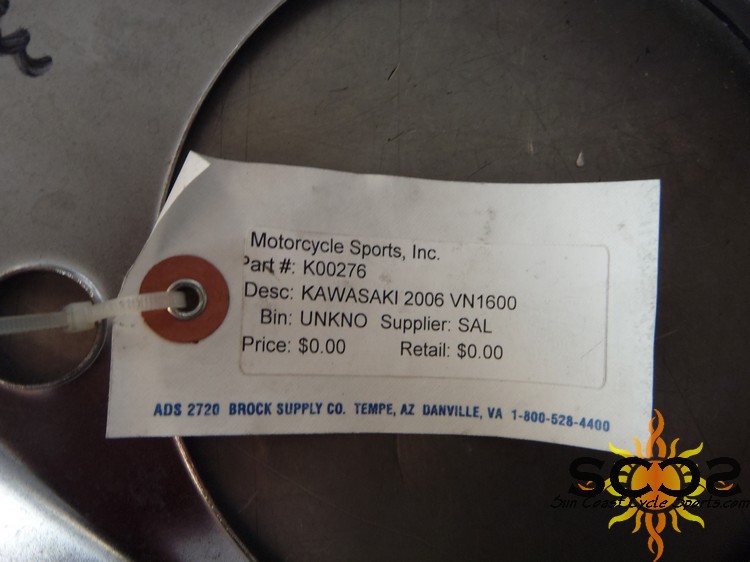 Motorcycle Sports, Inc.
Part #: K00276
Desc: KAWASAKI 2006 VN1600
Bin: UNKNO Supplier: SAL
Price: $0.00 Retail: $0.00
ADS 2720 BROCK SUPPLY CO. TEMPE, AZ DANVILLE, VA 1-800-528-4400
SCCS
Sun Coast Cycle Sports.com